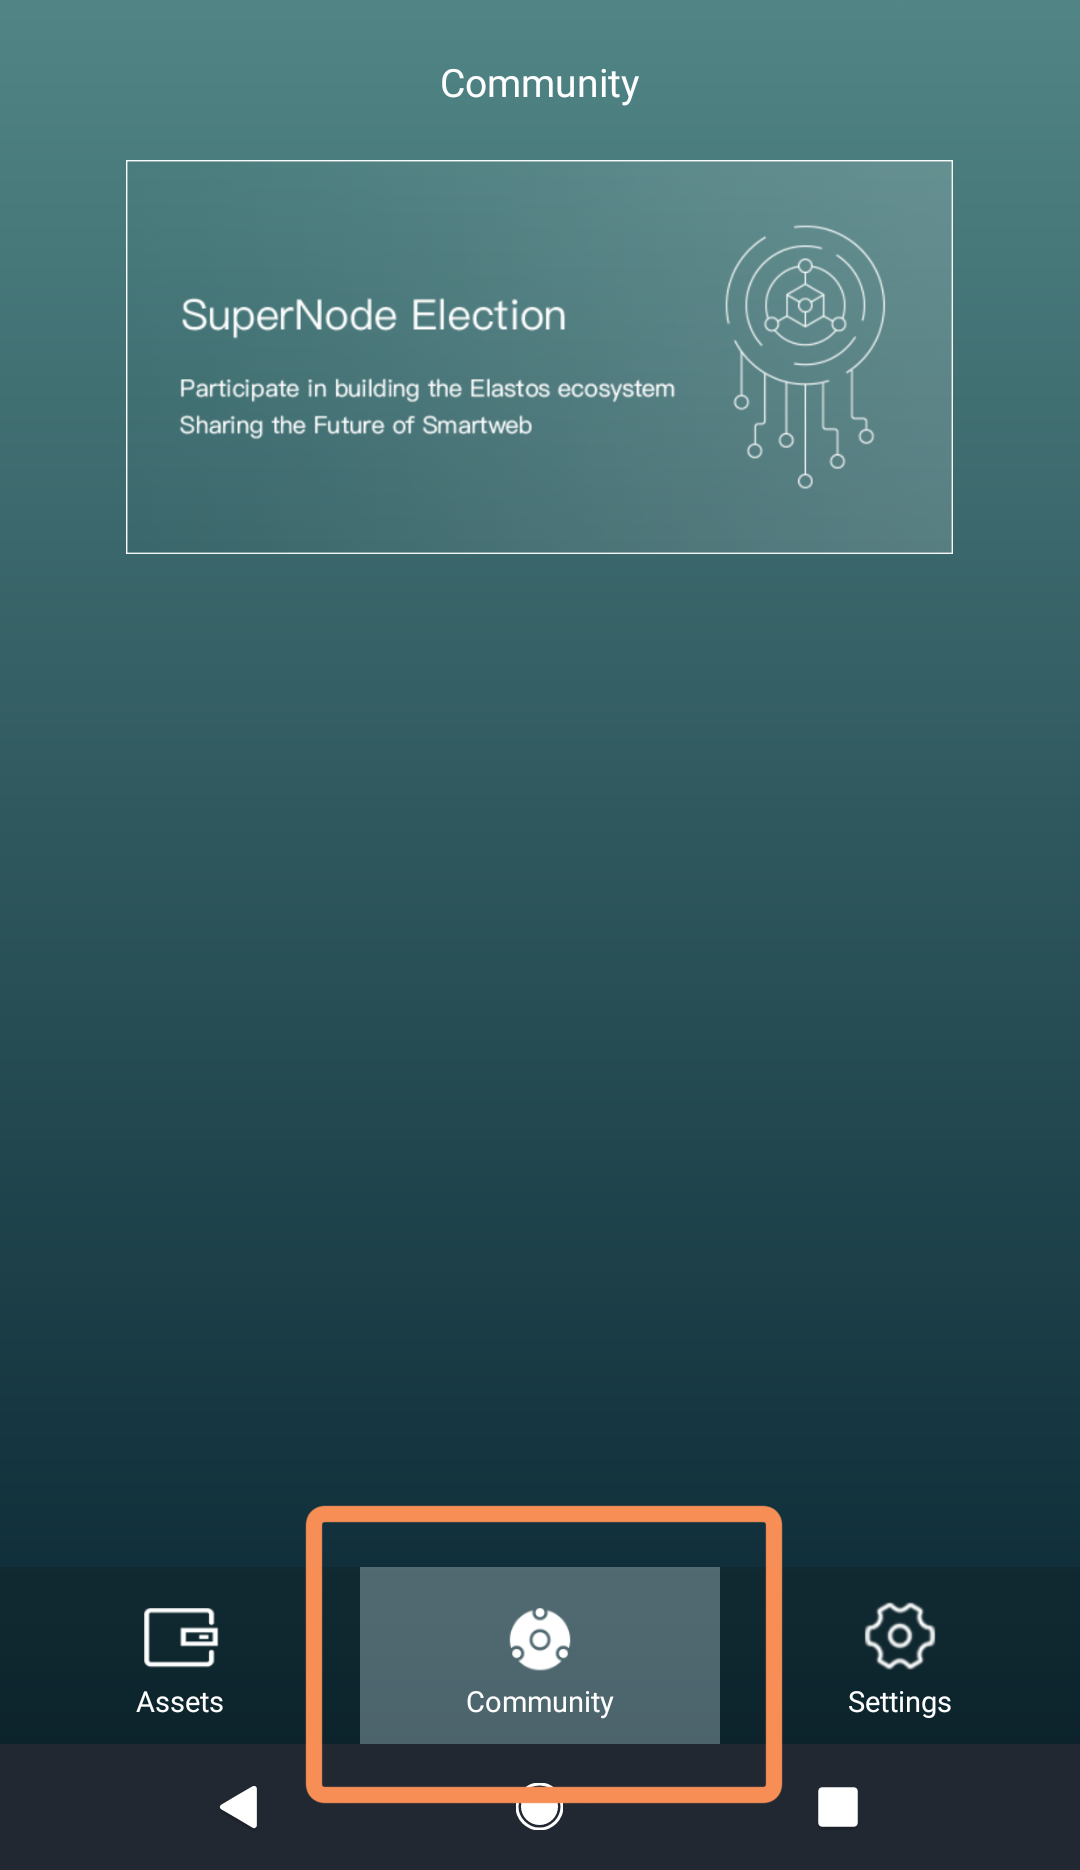 Community
SuperNode Election
Participate in building the Elastos ecosystem
Sharing the Future of Smartweb
Assets
Community
Settings